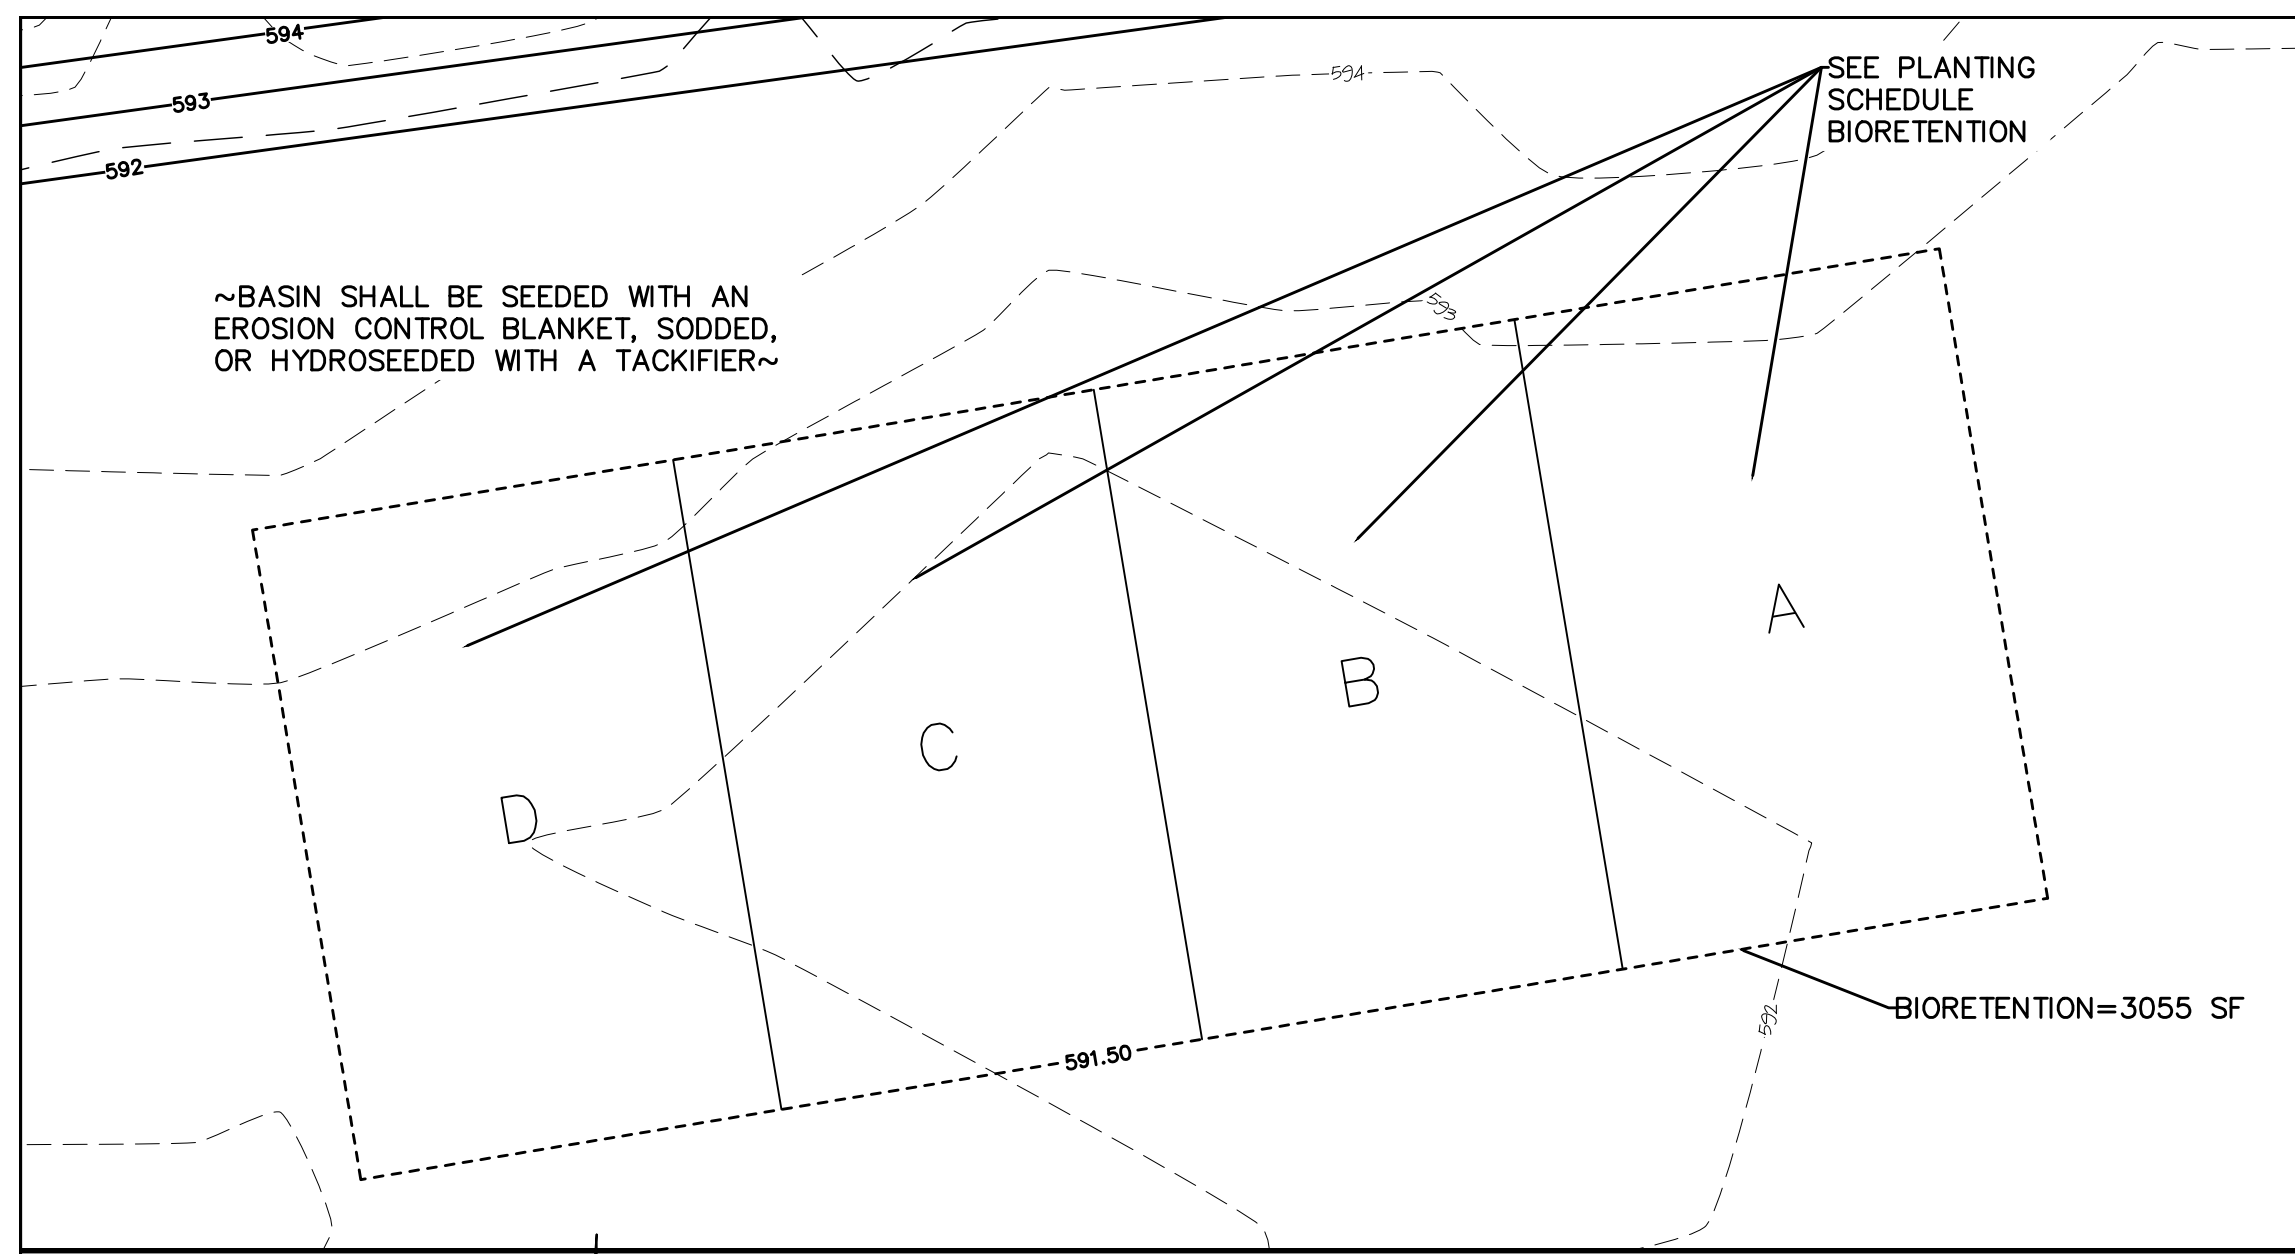 594
593
592
594
SEE PLANTING
SCHEDULE
BIORETENTION
~BASIN SHALL BE SEEDED WITH AN
EROSION CONTROL BLANKET, SODDED,
OR HYDROSEEDED WITH A TACKIFIER~
593
A
B
C
D
592
BIORETENTION=3055 SF
591.50